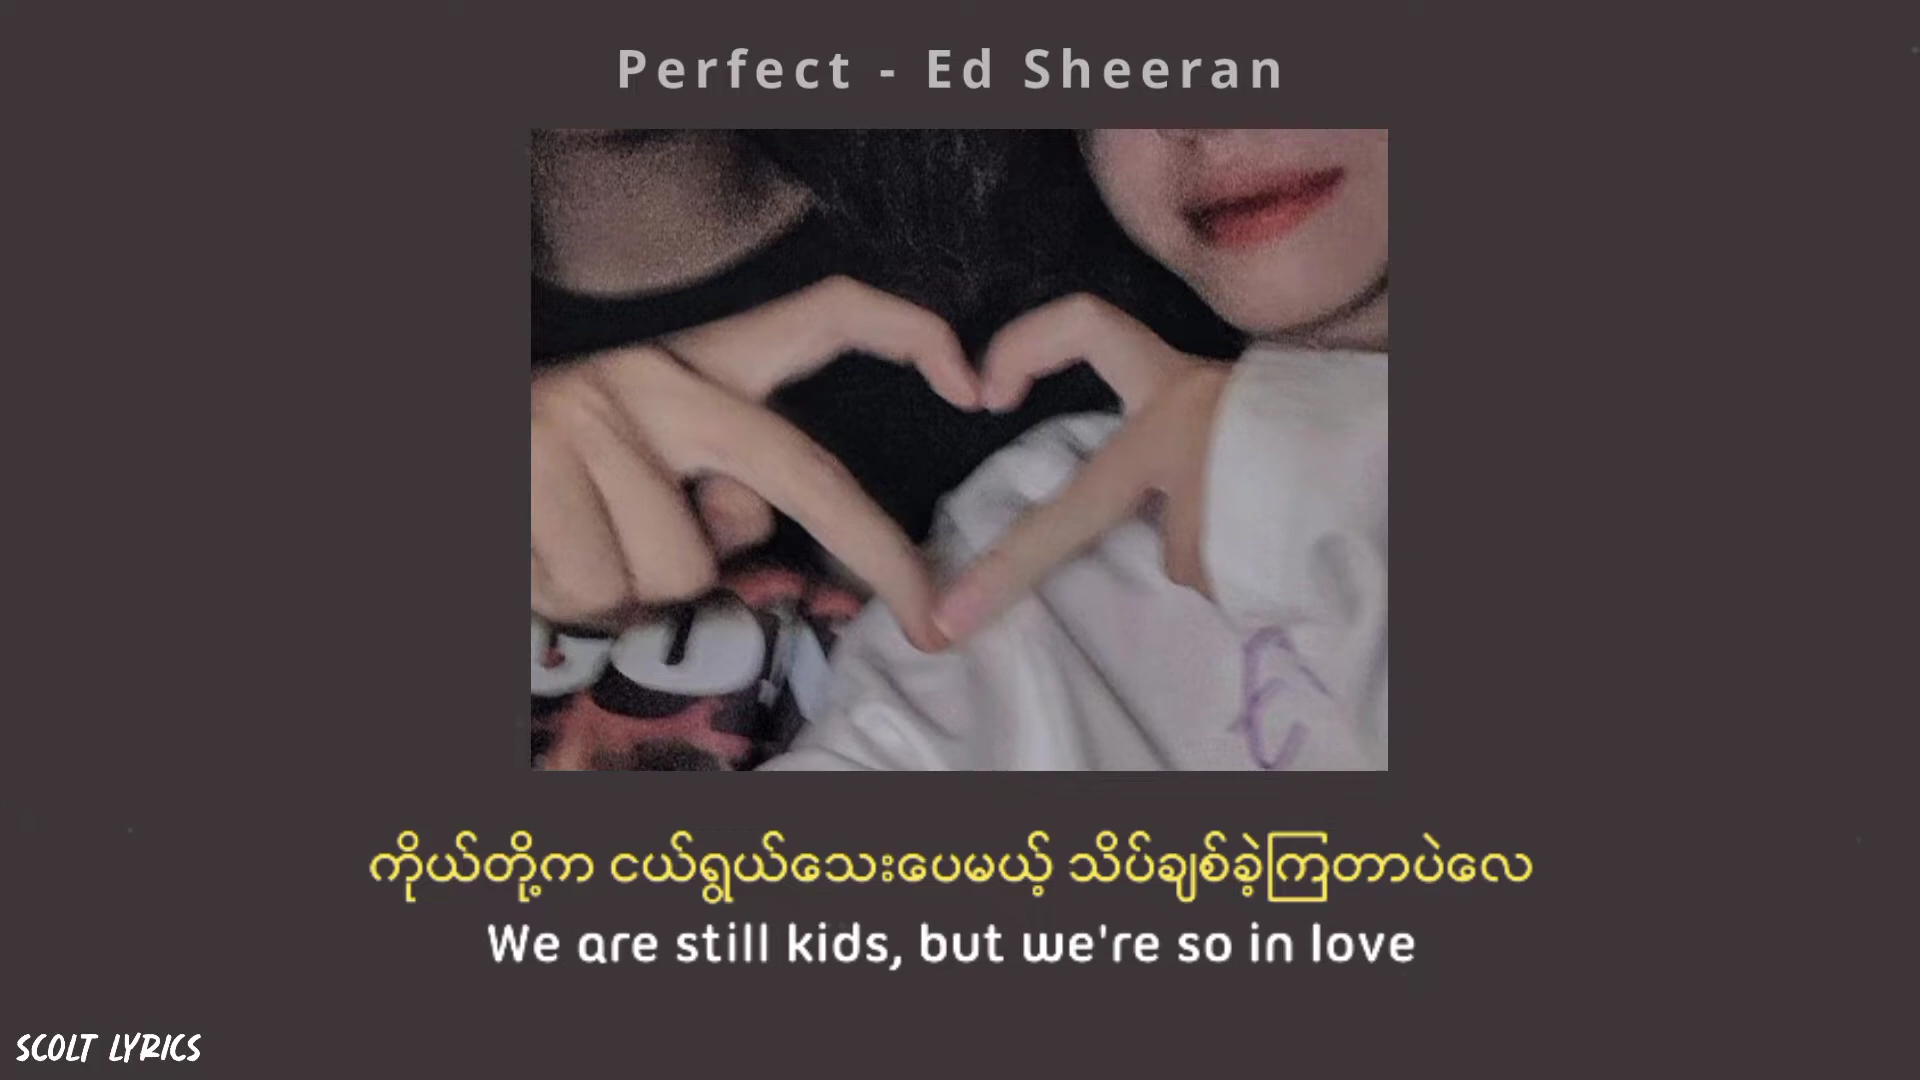 Perfect - Ed Sheeran
ကိုယ်တို့က ငယ်ရွယ်သေးပေမယ့် သိပ်ချစ်ခဲ့ကြတာပဲလေ
We are still kids, but we're so in love
SCOLT LYRICS